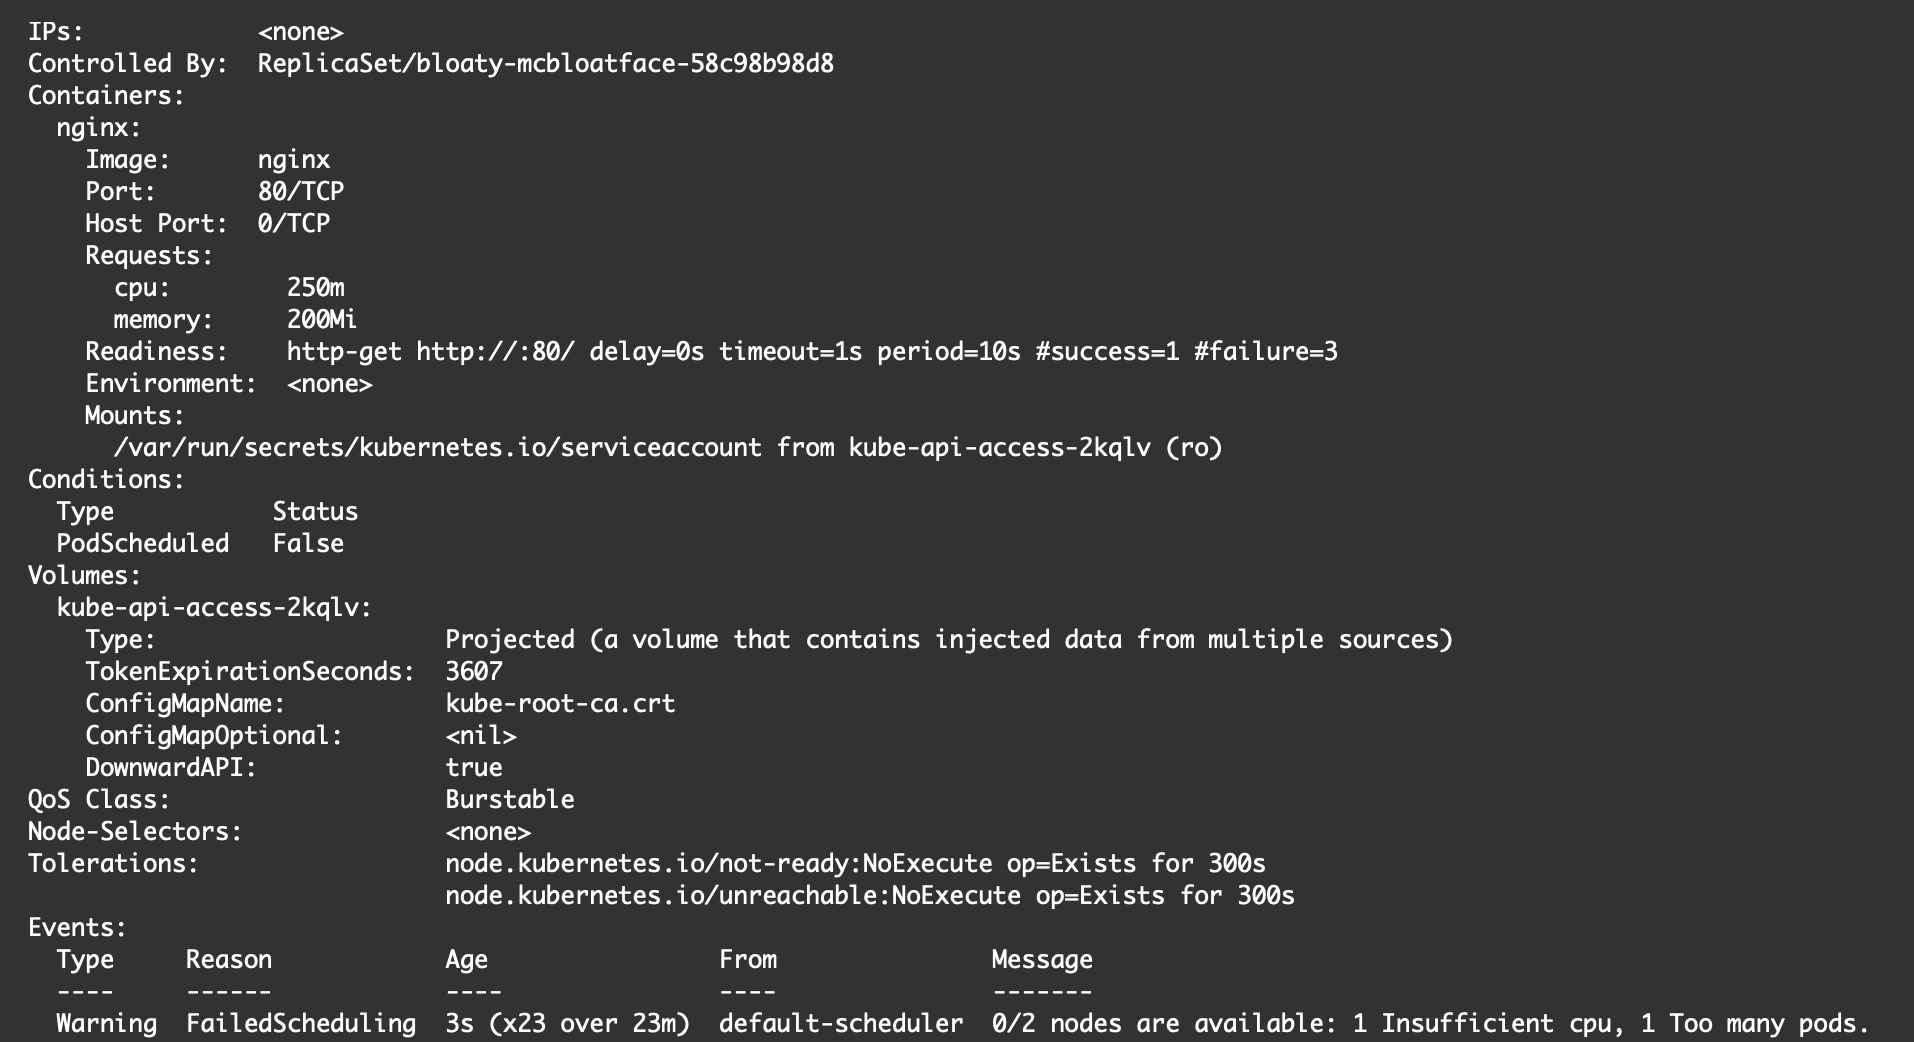 IPs:            <none>
Controlled By:  ReplicaSet/bloaty-mcbloatface-58c98b98d8
Containers:
  nginx:
    Image:      nginx
    Port:       80/TCP
    Host Port:  0/TCP
    Requests:
      cpu:        250m
      memory:     200Mi
    Readiness:    http-get http://:80/ delay=0s timeout=1s period=10s #success=1 #failure=3
    Environment:  <none>
    Mounts:
      /var/run/secrets/kubernetes.io/serviceaccount from kube-api-access-2kqlv (ro)
Conditions:
  Type           Status
  PodScheduled   False
Volumes:
  kube-api-access-2kqlv:
    Type:                    Projected (a volume that contains injected data from multiple sources)
    TokenExpirationSeconds:  3607
    ConfigMapName:           kube-root-ca.crt
    ConfigMapOptional:       <nil>
    DownwardAPI:             true
QoS Class:                   Burstable
Node-Selectors:              <none>
Tolerations:                 node.kubernetes.io/not-ready:NoExecute op=Exists for 300s
                             node.kubernetes.io/unreachable:NoExecute op=Exists for 300s
Events:
  Type     Reason            Age                From               Message
  ----     ------            ----               ----               -------
  Warning  FailedScheduling  3s (x23 over 23m)  default-scheduler  0/2 nodes are available: 1 Insufficient cpu, 1 Too many pods.